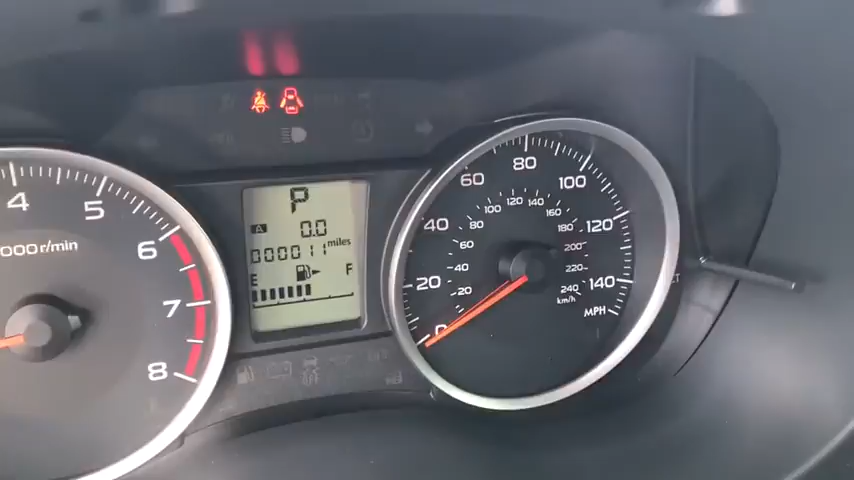 P
A 0.0
000011 miles
E F
4 5 6 7 8
000 r/min
0 20 40 60 80 100 120 140
20 40 60 80 100 120 140 160 180 200 220 240
km/h
MPH